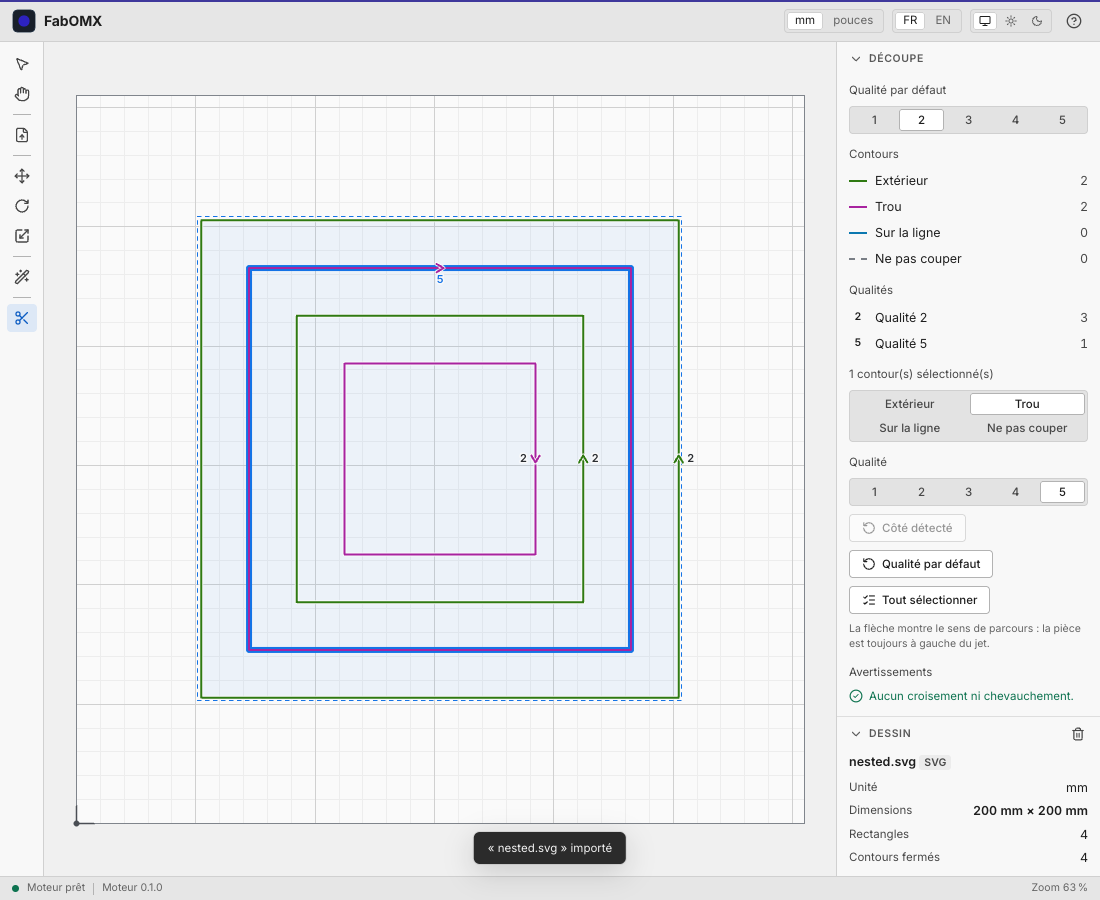 FabOMX
mm pouces
FR EN
DÉCOUPE
Qualité par défaut
1 2 3 4 5
Contours
Extérieur 2
Trou 2
Sur la ligne 0
Ne pas couper 0
Qualités
2 Qualité 2 3
5 Qualité 5 1
1 contour(s) sélectionné(s)
Extérieur Trou
Sur la ligne Ne pas couper
Qualité
1 2 3 4 5
Côté détecté
Qualité par défaut
Tout sélectionner
La flèche montre le sens de parcours : la pièce
est toujours à gauche du jet.
Avertissements
Aucun croisement ni chevauchement.
DESSIN
nested.svg SVG
Unité mm
Dimensions 200 mm × 200 mm
Rectangles 4
Contours fermés 4
5
2 2 2
« nested.svg » importé
Moteur prêt Moteur 0.1.0
Zoom 63 %